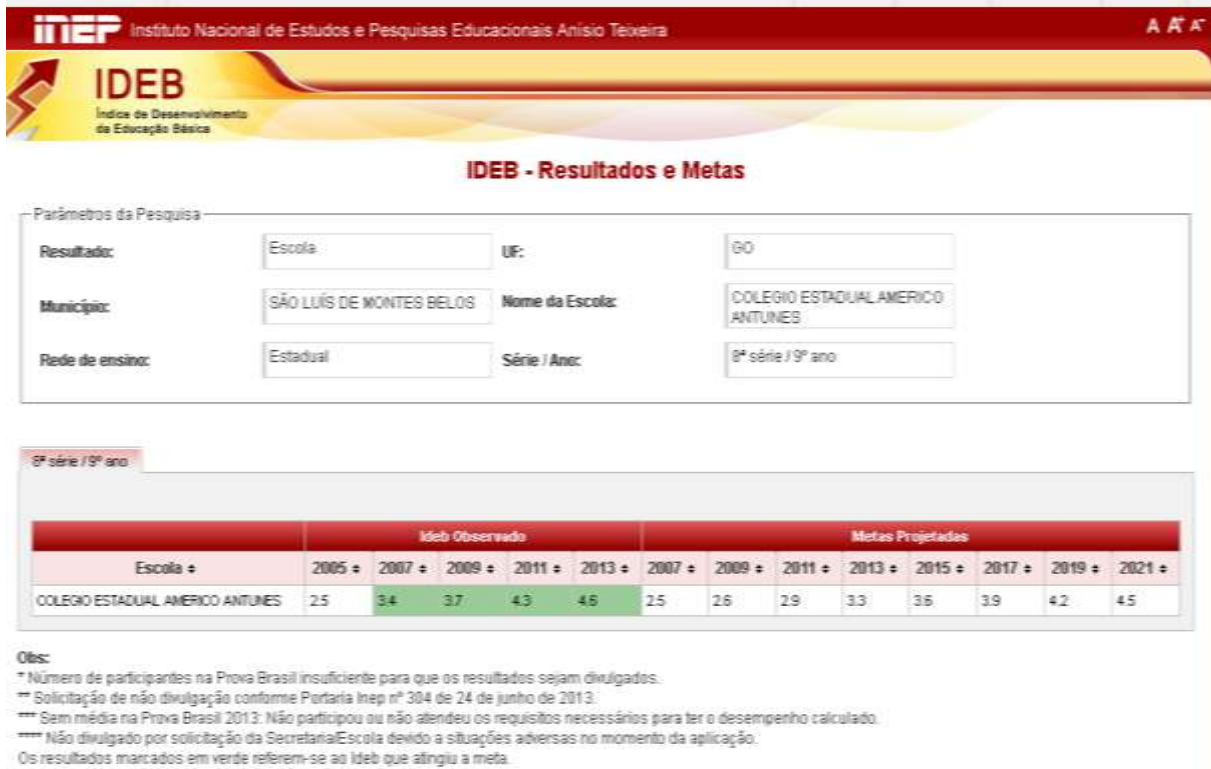 inep Instituto Nacional de Estudos e Pesquisas Educacionais Anísio Teixeira A A+ A-
IDEB
Índice de Desenvolvimento
da Educação Básica
IDEB - Resultados e Metas
Parâmetros da Pesquisa
Resultado: Escola UF: GO
Município: SÃO LUÍS DE MONTES BELOS Nome da Escola: COLEGIO ESTADUAL AMERICO
ANTUNES
Rede de ensino: Estadual Série / Ano: 8ª série / 9º ano
8ª série / 9º ano
Ideb Observado Metas Projetadas
Escola 2005 2007 2009 2011 2013 2007 2009 2011 2013 2015 2017 2019 2021
COLEGIO ESTADUAL AMERICO ANTUNES 2.5 3.4 3.7 4.3 4.6 2.5 2.6 2.9 3.3 3.6 3.9 4.2 4.5
Obs:
* Número de participantes na Prova Brasil insuficiente para que os resultados sejam divulgados.
** Solicitação de não divulgação conforme Portaria Inep nº 304 de 24 de junho de 2013.
*** Sem média na Prova Brasil 2013: Não participou ou não atendeu os requisitos necessários para ter o desempenho calculado.
**** Não divulgado por solicitação da Secretaria/Escola devido a situações adversas no momento da aplicação.
Os resultados marcados em verde referem-se ao Ideb que atingiu a meta.